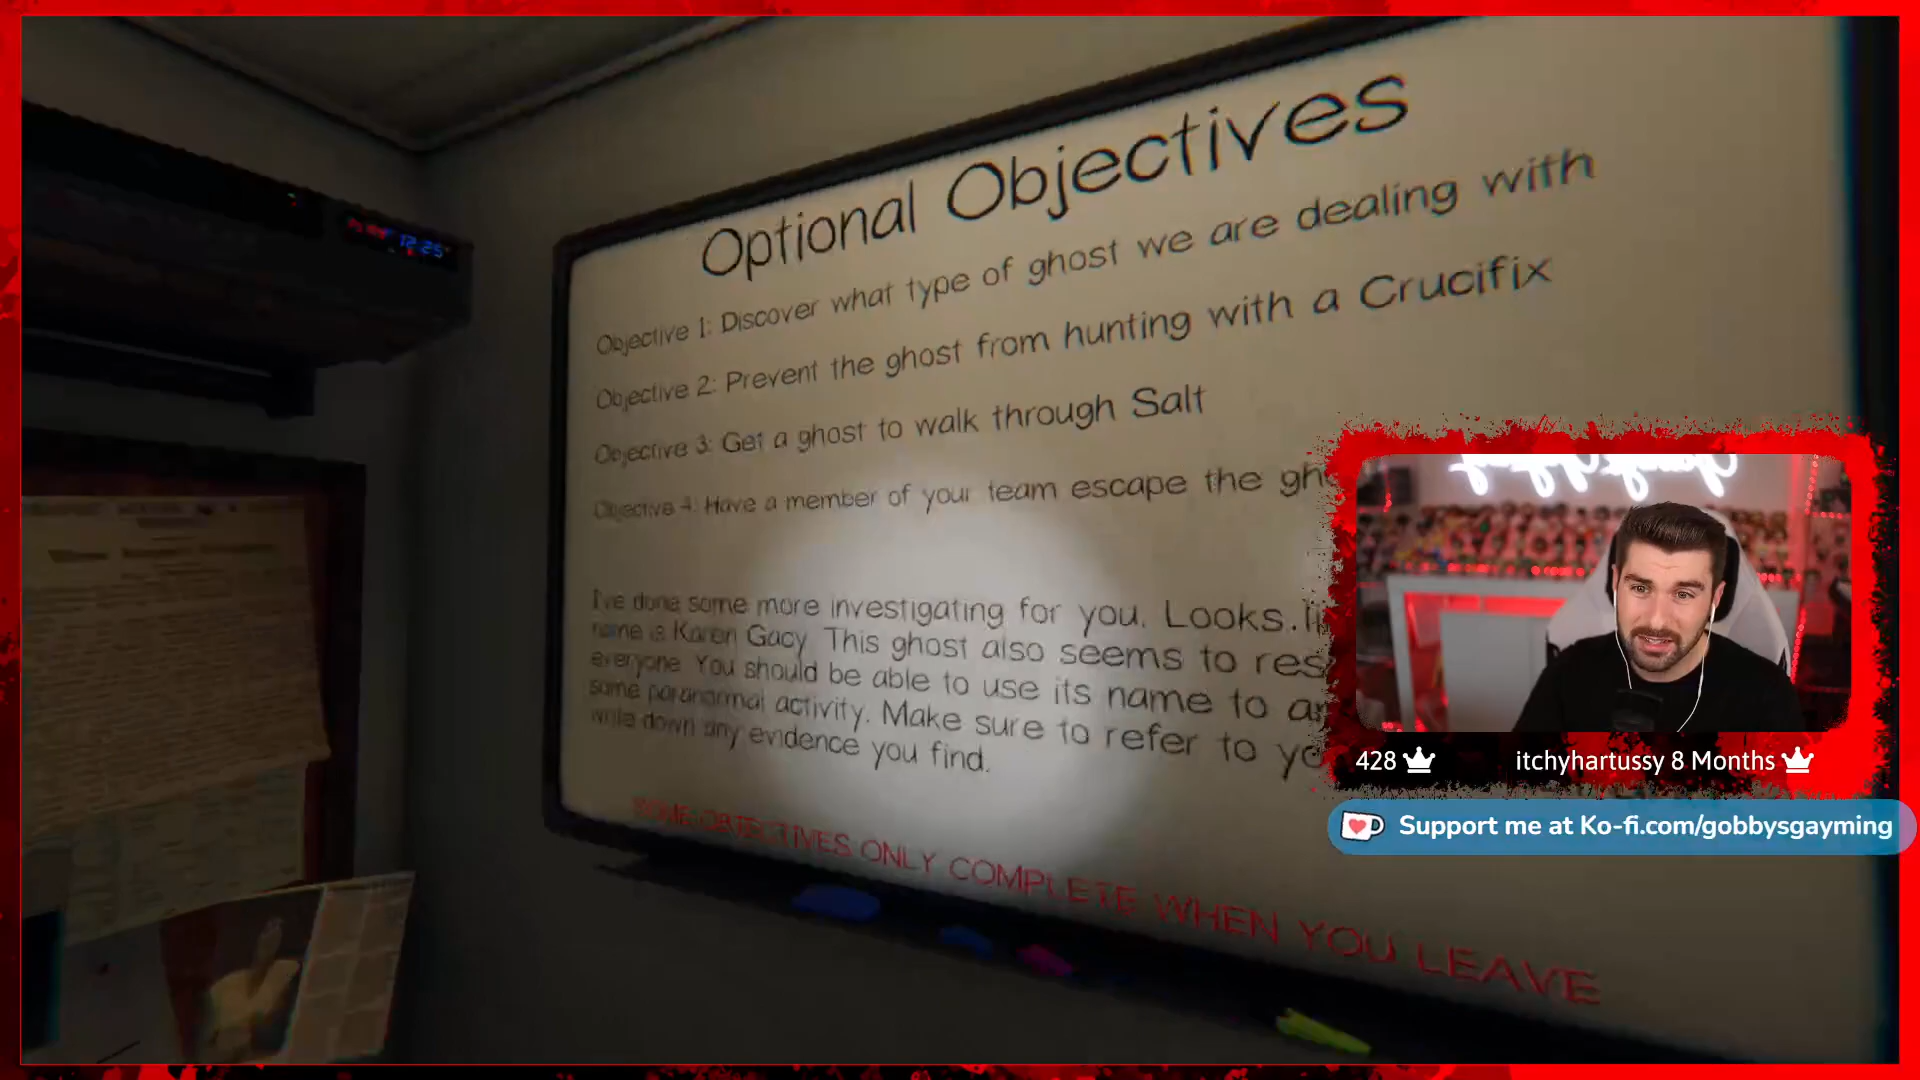 Optional Objectives
Objective 1: Discover what type of ghost we are dealing with
Objective 2: Prevent the ghost from hunting with a Crucifix
Objective 3: Get a ghost to walk through Salt
Objective 4: Have a member of your team escape the
I've done some more investigating for you. Looks
name is Karen Gacy. This ghost also seems to
everyone. You should be able to use its name to
some paranormal activity. Make sure to refer to
write down any evidence you find.
SOME OBJECTIVES ONLY COMPLETE WHEN YOU LEAVE
12:25
428
itchyhartussy 8 Months
Support me at Ko-fi.com/gobbysgayming